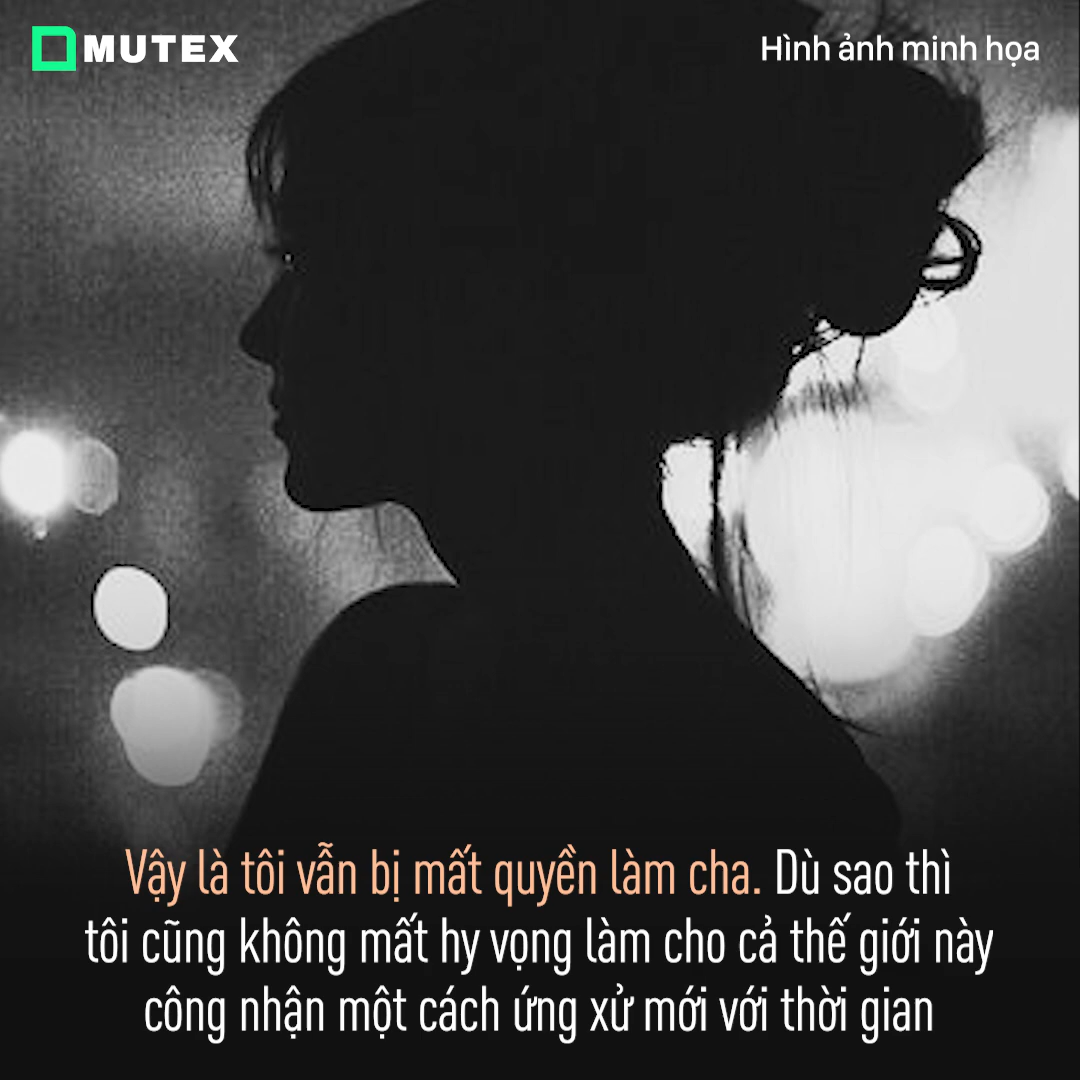 MUTEX
Hình ảnh minh họa
Vậy là tôi vẫn bị mất quyền làm cha. Dù sao thì
tôi cũng không mất hy vọng làm cho cả thế giới này
công nhận một cách ứng xử mới với thời gian